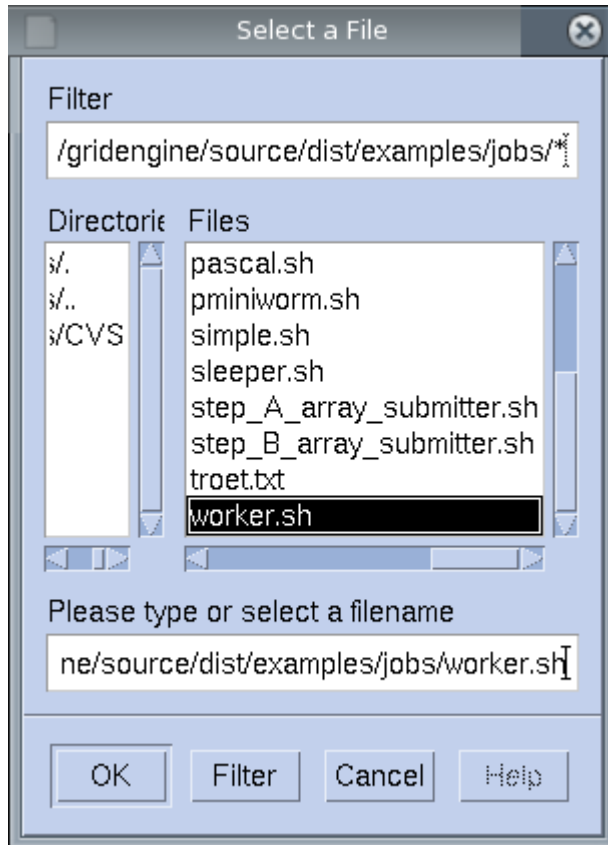 Select a File
Filter
/gridengine/source/dist/examples/jobs/*
Directorie
Files
s/.
s/..
s/CVS
pascal.sh
pminiworm.sh
simple.sh
sleeper.sh
step_A_array_submitter.sh
step_B_array_submitter.sh
troet.txt
worker.sh
Please type or select a filename
ne/source/dist/examples/jobs/worker.sh
OK
Filter
Cancel
Help